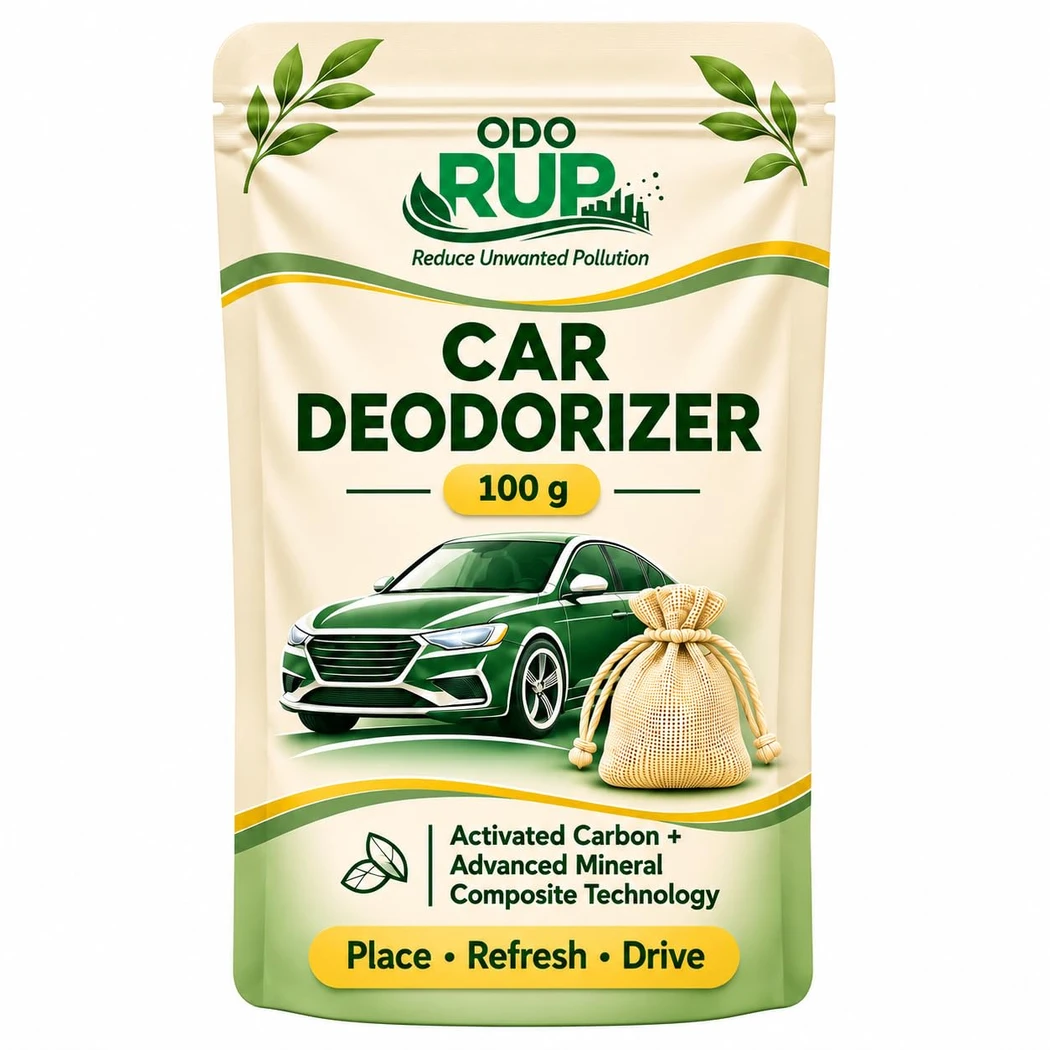 ODO
RUP
Reduce Unwanted Pollution
CAR
DEODORIZER
100 g
Activated Carbon +
Advanced Mineral
Composite Technology
Place • Refresh • Drive